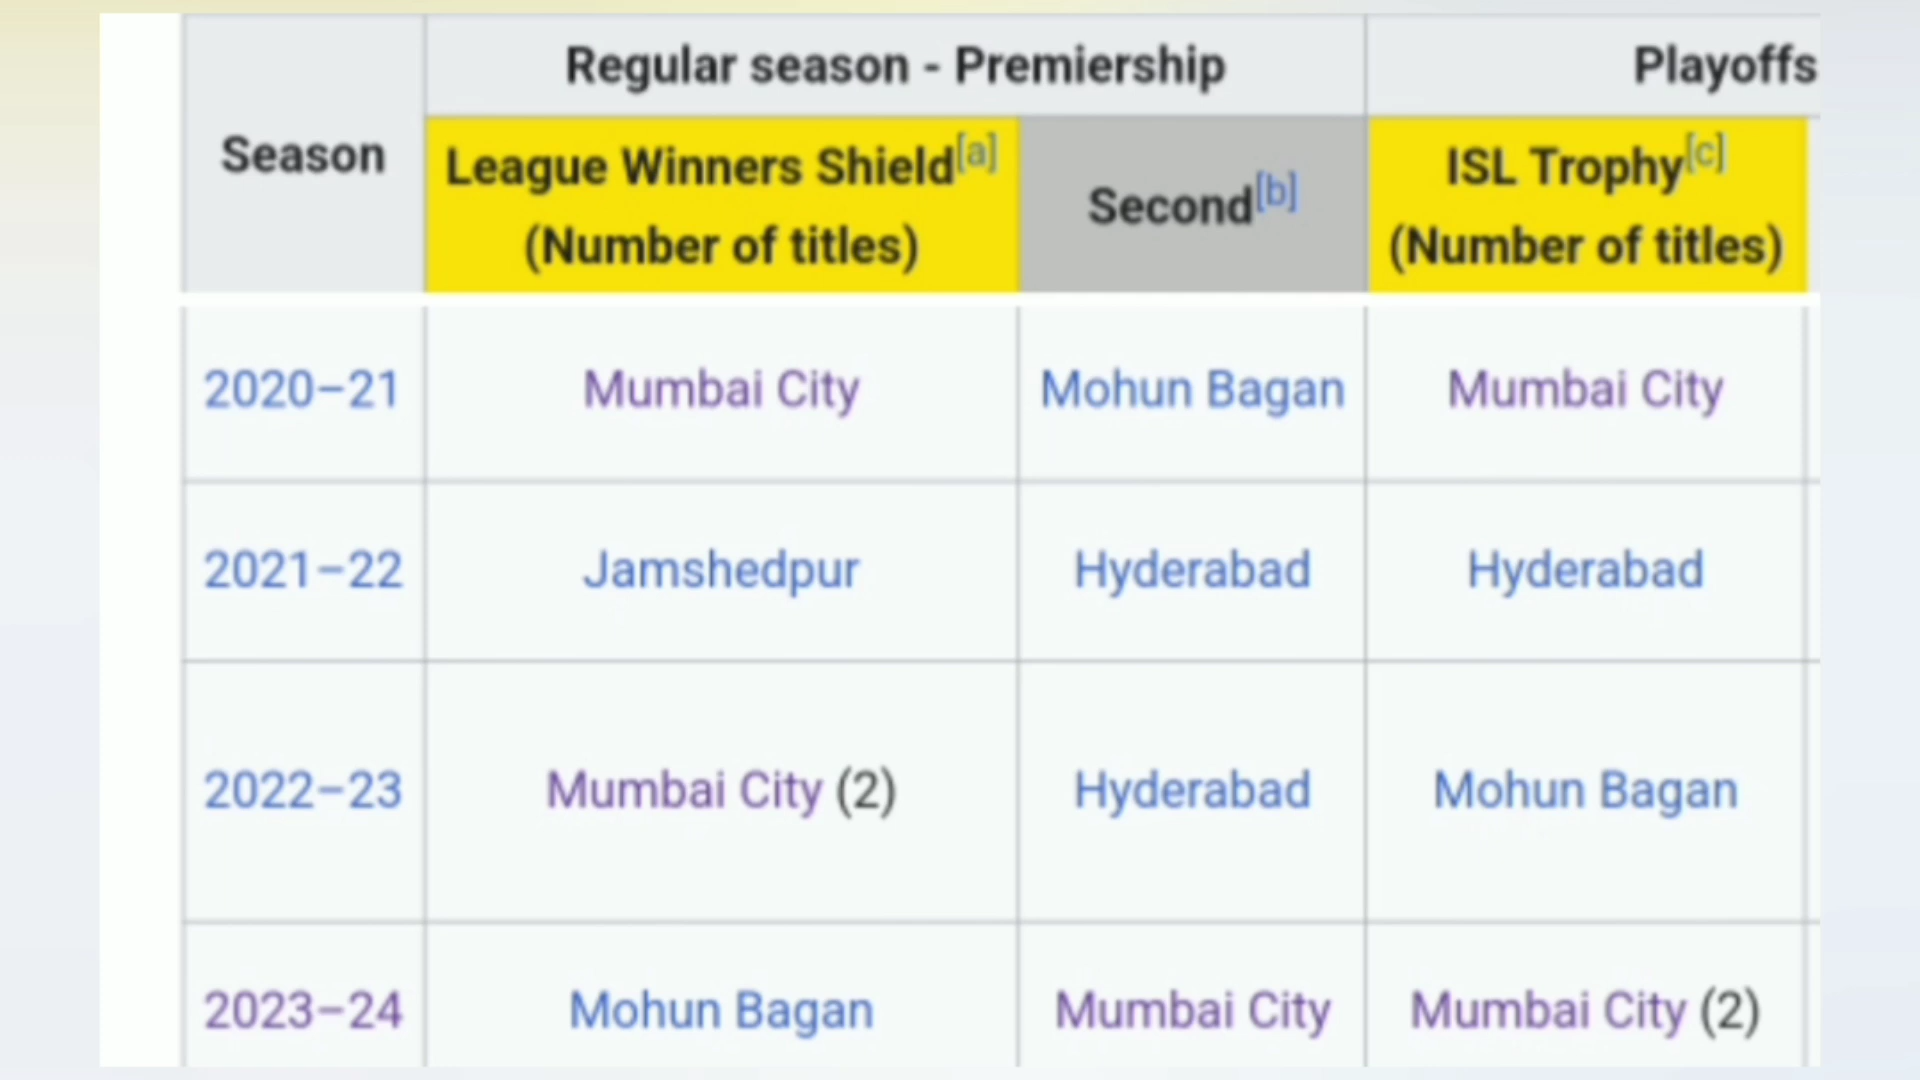 Regular season - Premiership
Playoffs
Season
League Winners Shield[a]
(Number of titles)
Second[b]
ISL Trophy[c]
(Number of titles)
2020–21 Mumbai City Mohun Bagan Mumbai City
2021–22 Jamshedpur Hyderabad Hyderabad
2022–23 Mumbai City (2) Hyderabad Mohun Bagan
2023–24 Mohun Bagan Mumbai City Mumbai City (2)